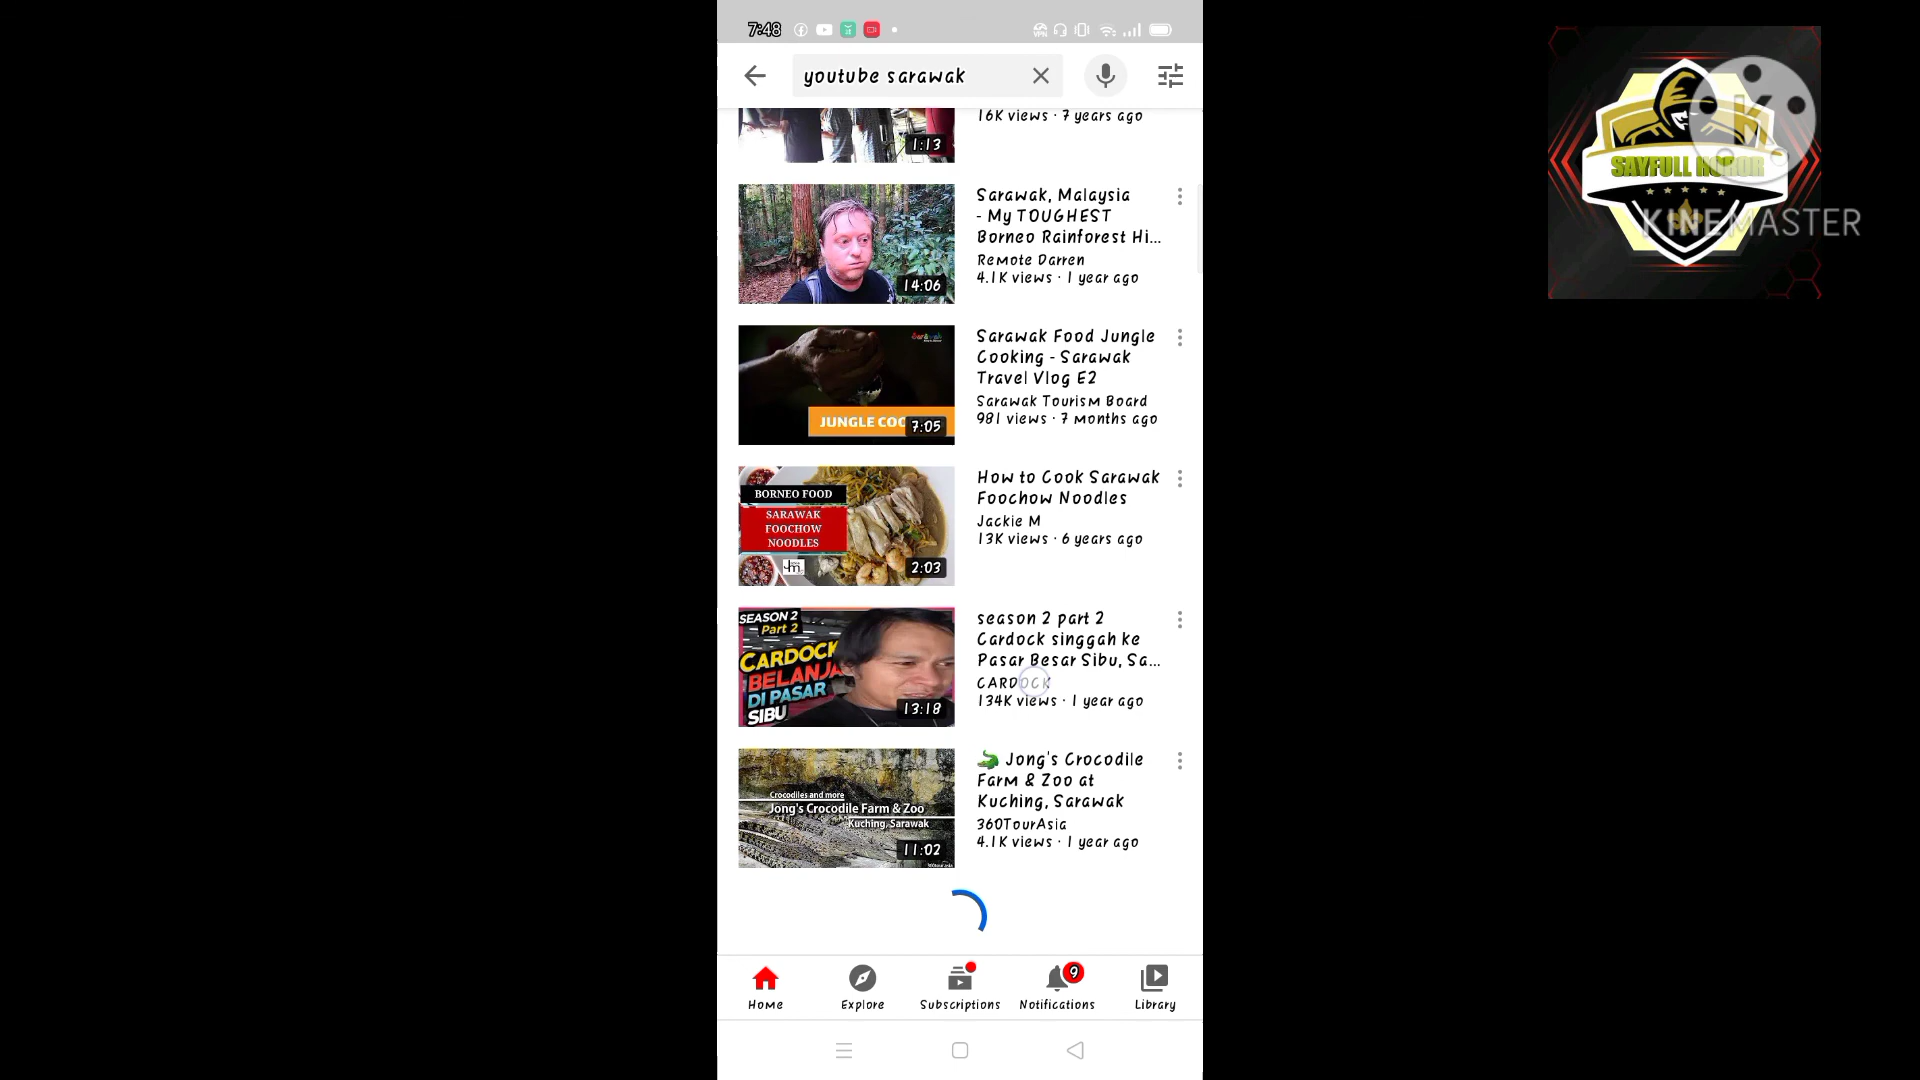 7:48
youtube sarawak
16K views · 7 years ago
1:13
Sarawak, Malaysia
- My TOUGHEST
Borneo Rainforest Hi...
Remote Darren
4.1K views · 1 year ago
14:06
Sarawak Food Jungle
Cooking - Sarawak
Travel Vlog E2
Sarawak Tourism Board
981 views · 7 months ago
JUNGLE COO
7:05
How to Cook Sarawak
Foochow Noodles
Jackie M
13K views · 6 years ago
BORNEO FOOD
SARAWAK
FOOCHOW
NOODLES
Jm
2:03
SEASON 2
Part 2
CARDOCK
BELANJA
DI PASAR
SIBU
13:18
season 2 part 2
Cardock singgah ke
Pasar Besar Sibu, Sa...
CARDOCK
134K views · 1 year ago
Crocodiles and more
Jong's Crocodile Farm & Zoo
Kuching, Sarawak
11:02
🐊 Jong's Crocodile
Farm & Zoo at
Kuching, Sarawak
360TourAsia
4.1K views · 1 year ago
Home
Explore
Subscriptions
9
Notifications
Library
SAYFULL HOROR
K
KINEMASTER